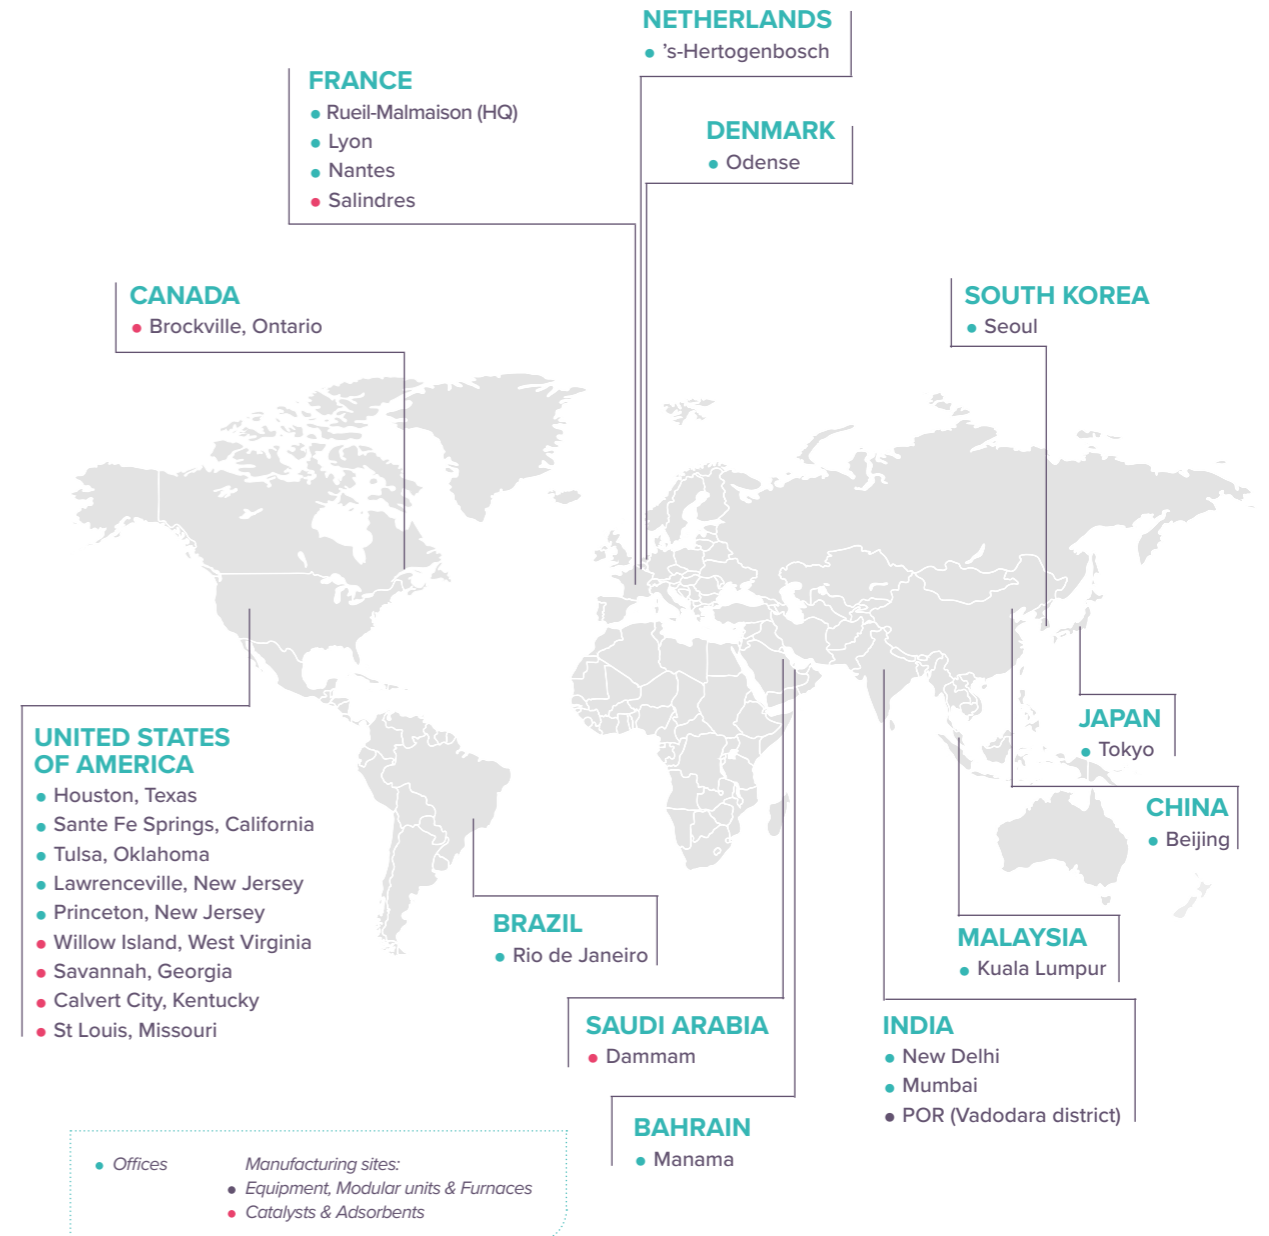 NETHERLANDS
’s-Hertogenbosch
FRANCE
Rueil-Malmaison (HQ)
Lyon
Nantes
Salindres
DENMARK
Odense
CANADA
Brockville, Ontario
SOUTH KOREA
Seoul
UNITED STATES
OF AMERICA
Houston, Texas
Sante Fe Springs, California
Tulsa, Oklahoma
Lawrenceville, New Jersey
Princeton, New Jersey
Willow Island, West Virginia
Savannah, Georgia
Calvert City, Kentucky
St Louis, Missouri
JAPAN
Tokyo
CHINA
Beijing
BRAZIL
Rio de Janeiro
MALAYSIA
Kuala Lumpur
SAUDI ARABIA
Dammam
INDIA
New Delhi
Mumbai
POR (Vadodara district)
BAHRAIN
Manama
Offices
Manufacturing sites:
Equipment, Modular units & Furnaces
Catalysts & Adsorbents